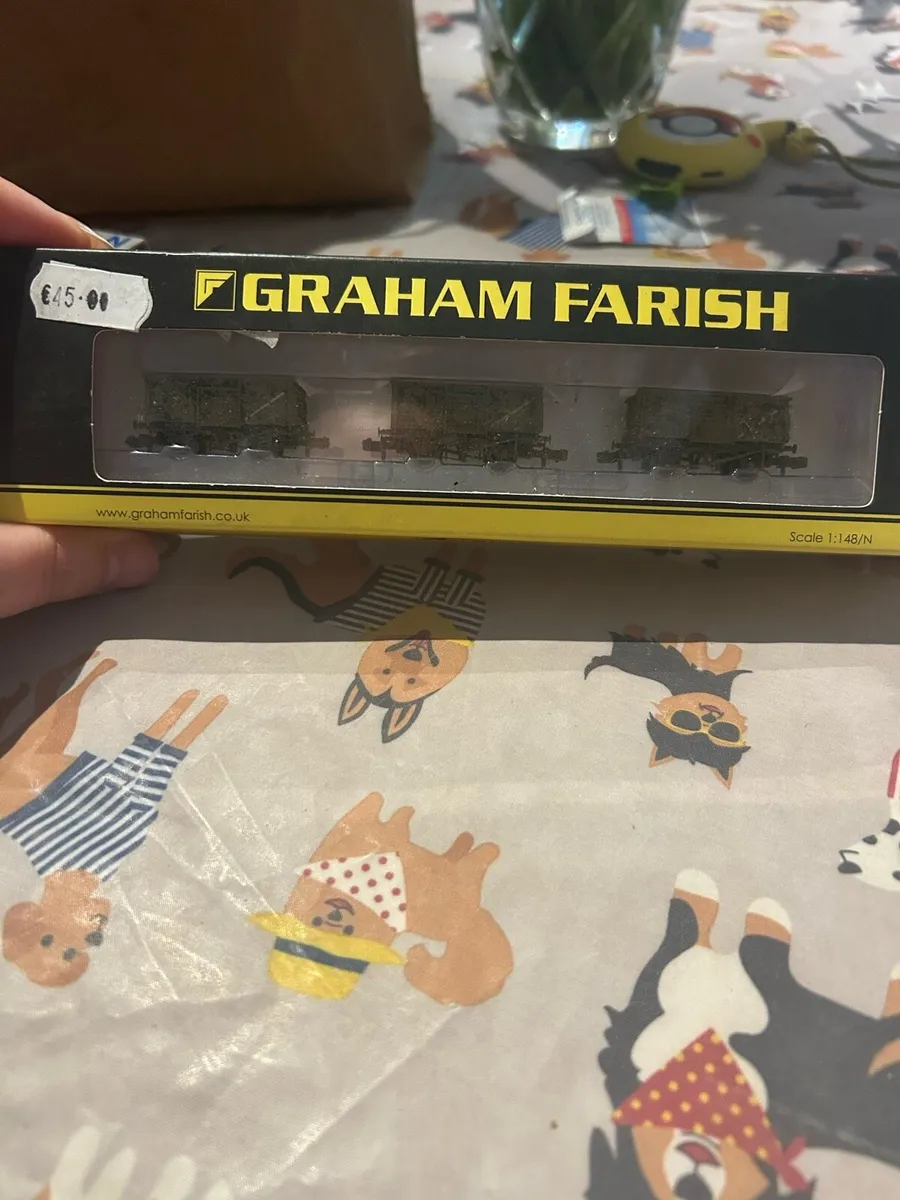 €45.00
GRAHAM FARISH
www.grahamfarish.co.uk
Scale 1:148/N